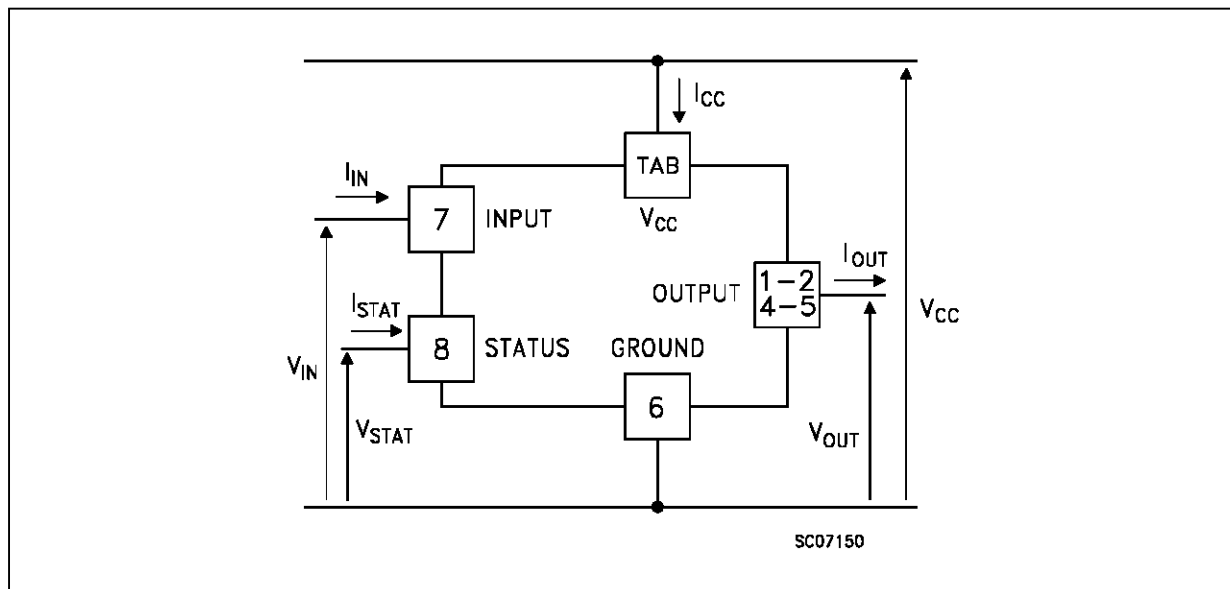 I_CC
TAB
V_CC
I_IN
7 INPUT
1-2
4-5
OUTPUT
I_OUT
V_CC
I_STAT
8 STATUS
GROUND
6
V_IN
V_STAT
V_OUT
SC07150